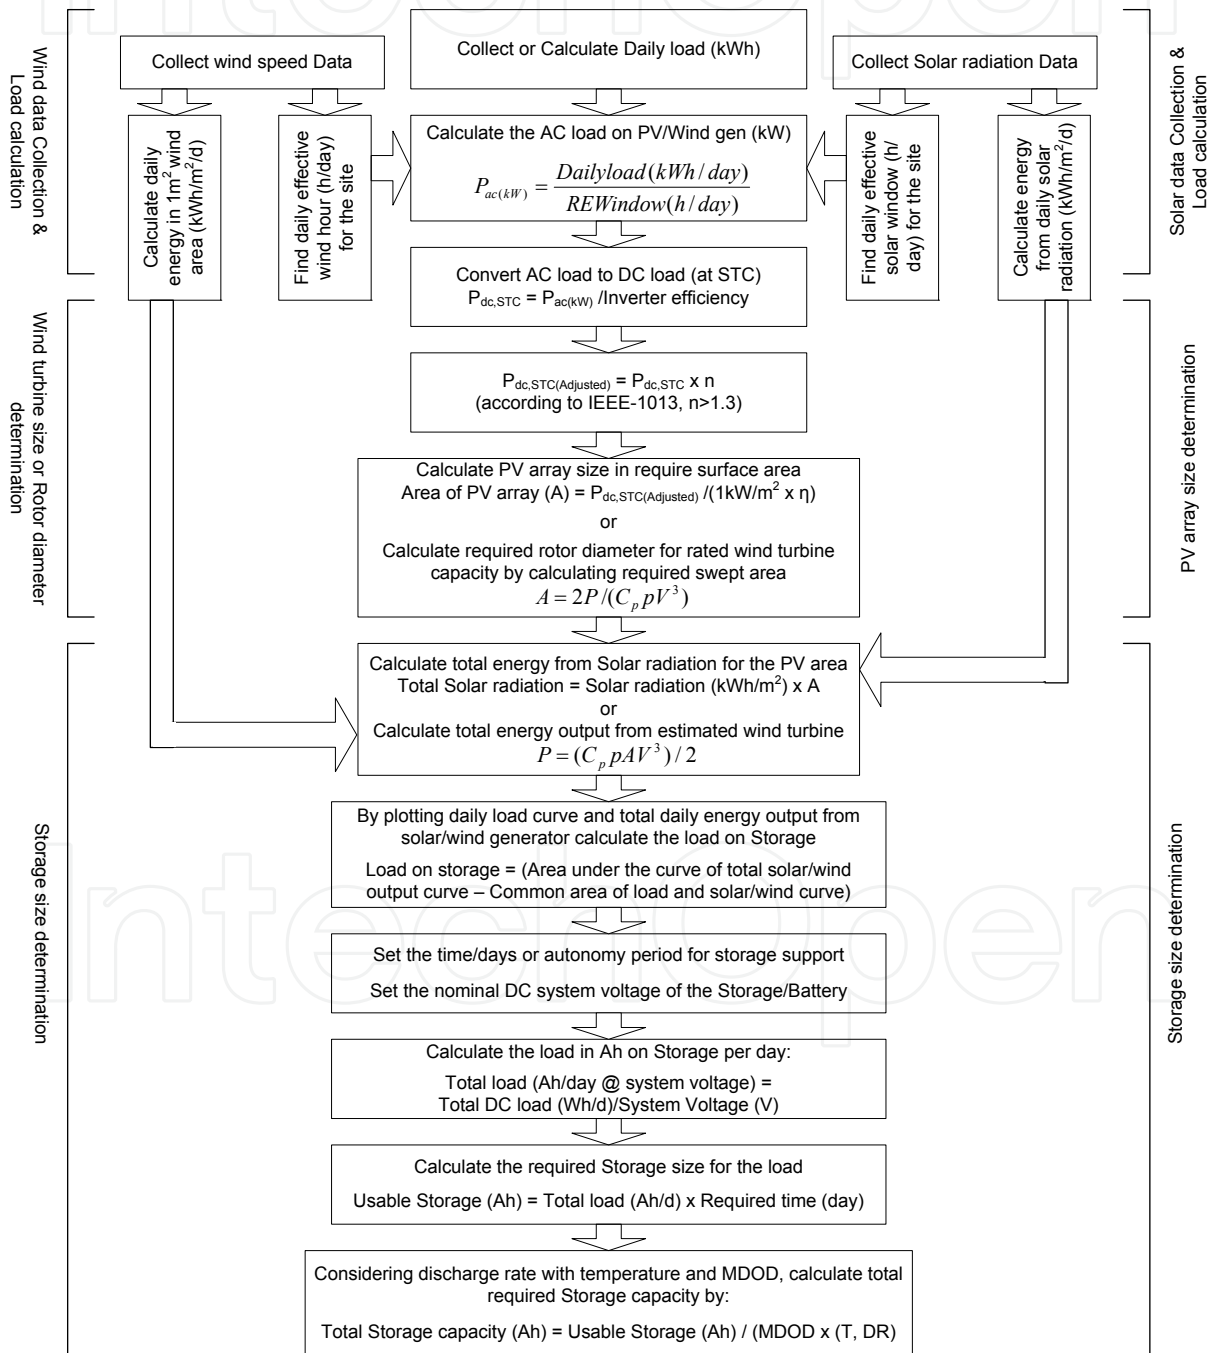 Collect or Calculate Daily load (kWh)
Collect wind speed Data
Collect Solar radiation Data
Wind data Collection &
Load calculation
Solar data Collection &
Load calculation
Calculate daily
energy in 1m² wind
area (kWh/m²/d)
Find daily effective
wind hour (h/day)
for the site
Calculate the AC load on PV/Wind gen (kW)
P_ac(kW) = Dailyload(kWh/day) / REWindow(h/day)
Find daily effective
solar window (h/
day) for the site
Calculate energy
from daily solar
radiation (kWh/m²/d)
Convert AC load to DC load (at STC)
P_dc,STC = P_ac(kW) /Inverter efficiency
Wind turbine size or Rotor diameter
determination
PV array size determination
P_dc,STC(Adjusted) = P_dc,STC x n
(according to IEEE-1013, n>1.3)
Calculate PV array size in require surface area
Area of PV array (A) = P_dc,STC(Adjusted) /(1kW/m² x η)
or
Calculate required rotor diameter for rated wind turbine
capacity by calculating required swept area
A = 2P/(C_p pV³)
Calculate total energy from Solar radiation for the PV area
Total Solar radiation = Solar radiation (kWh/m²) x A
or
Calculate total energy output from estimated wind turbine
P = (C_p pAV³)/2
Storage size determination
Storage size determination
By plotting daily load curve and total daily energy output from
solar/wind generator calculate the load on Storage
Load on storage = (Area under the curve of total solar/wind
output curve – Common area of load and solar/wind curve)
Set the time/days or autonomy period for storage support
Set the nominal DC system voltage of the Storage/Battery
Calculate the load in Ah on Storage per day:
Total load (Ah/day @ system voltage) =
Total DC load (Wh/d)/System Voltage (V)
Calculate the required Storage size for the load
Usable Storage (Ah) = Total load (Ah/d) x Required time (day)
Considering discharge rate with temperature and MDOD, calculate total
required Storage capacity by:
Total Storage capacity (Ah) = Usable Storage (Ah) / (MDOD x (T, DR)
IntechOpen
IntechOpen